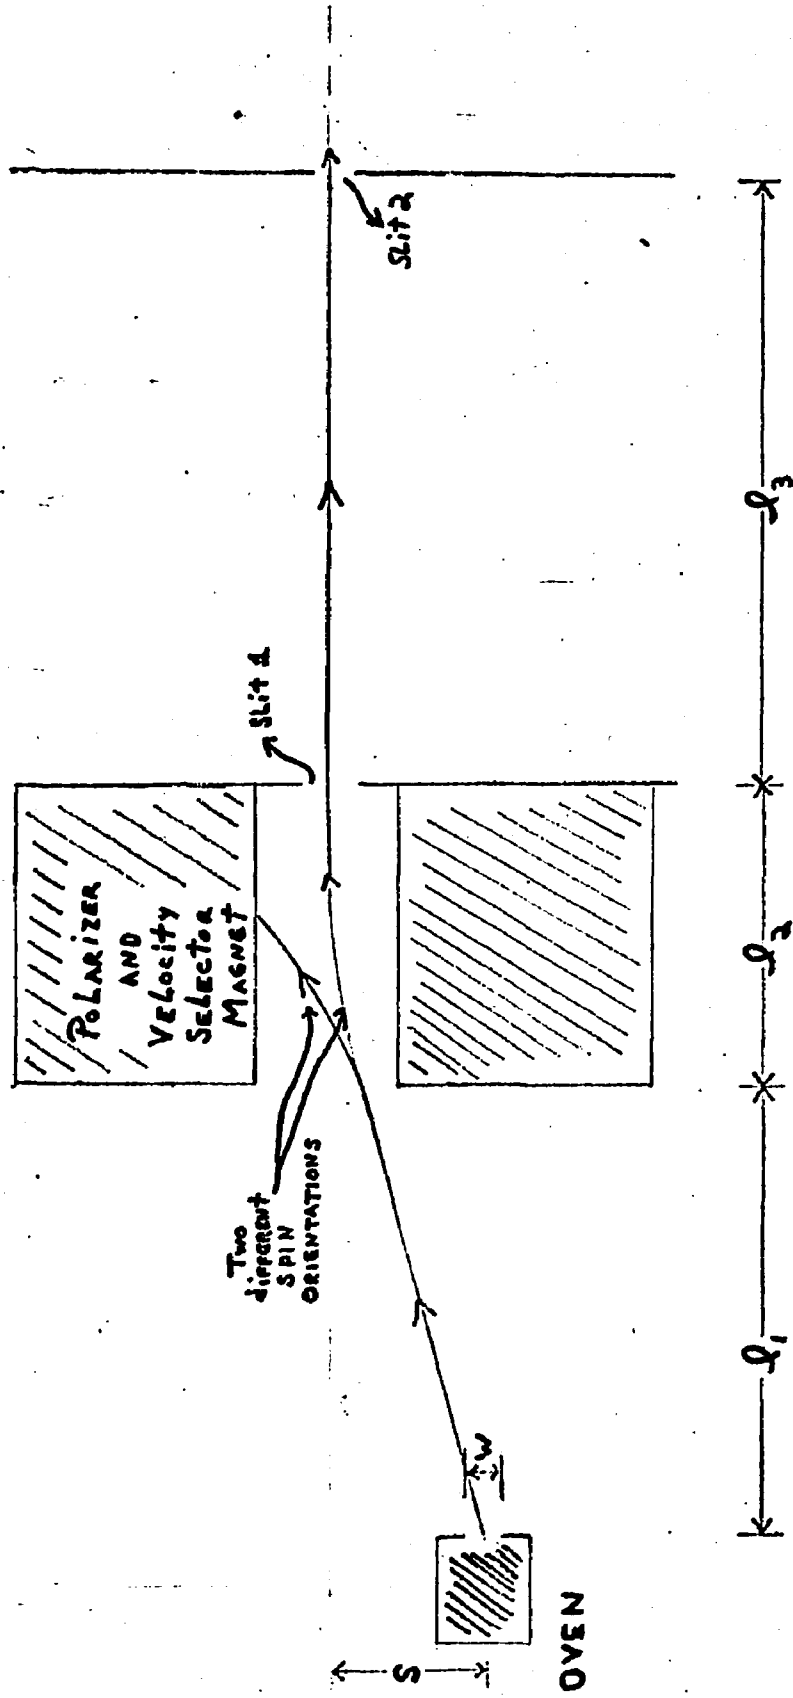 Slit 2
Slit 1
POLARIZER
AND
VELOCITY
SELECTOR
MAGNET
Two
different
SPIN
ORIENTATIONS
W
S
OVEN
l₁
l₂
l₃